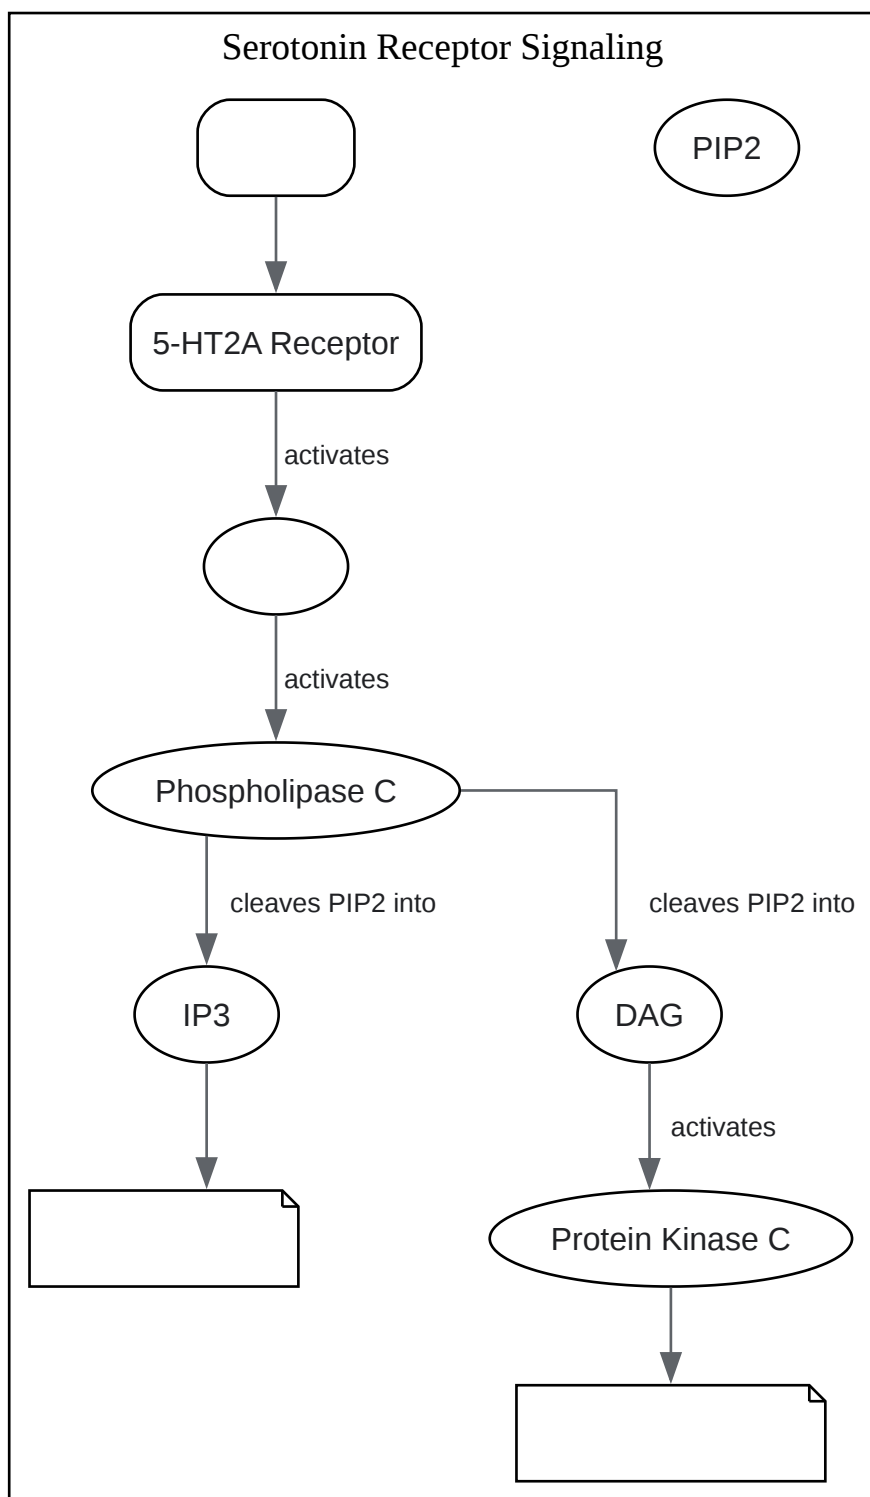 Serotonin Receptor Signaling
PIP2
5-HT2A Receptor
activates
activates
Phospholipase C
cleaves PIP2 into
cleaves PIP2 into
IP3
DAG
activates
Protein Kinase C